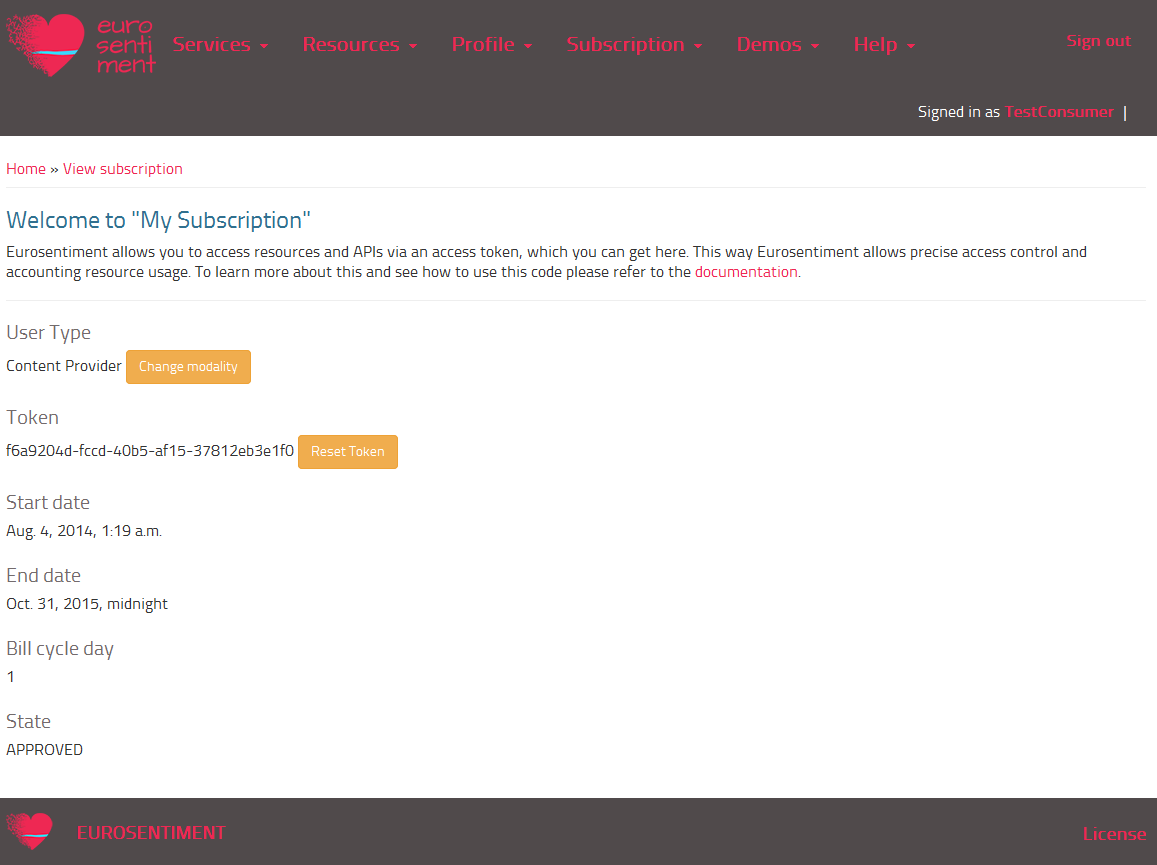 euro
senti
ment
Services
Resources
Profile
Subscription
Demos
Help
Sign out
Signed in as TestConsumer |
Home » View subscription
Welcome to "My Subscription"
Eurosentiment allows you to access resources and APIs via an access token, which you can get here. This way Eurosentiment allows precise access control and
accounting resource usage. To learn more about this and see how to use this code please refer to the documentation.
User Type
Content Provider Change modality
Token
f6a9204d-fccd-40b5-af15-37812eb3e1f0 Reset Token
Start date
Aug. 4, 2014, 1:19 a.m.
End date
Oct. 31, 2015, midnight
Bill cycle day
1
State
APPROVED
EUROSENTIMENT
License